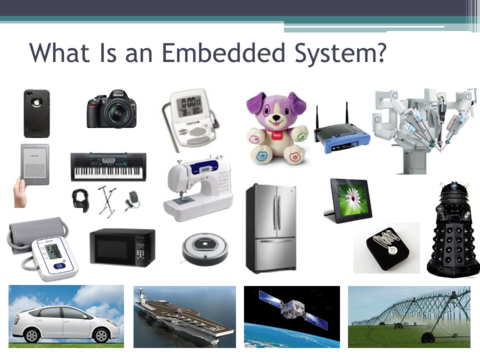 What Is an Embedded System?